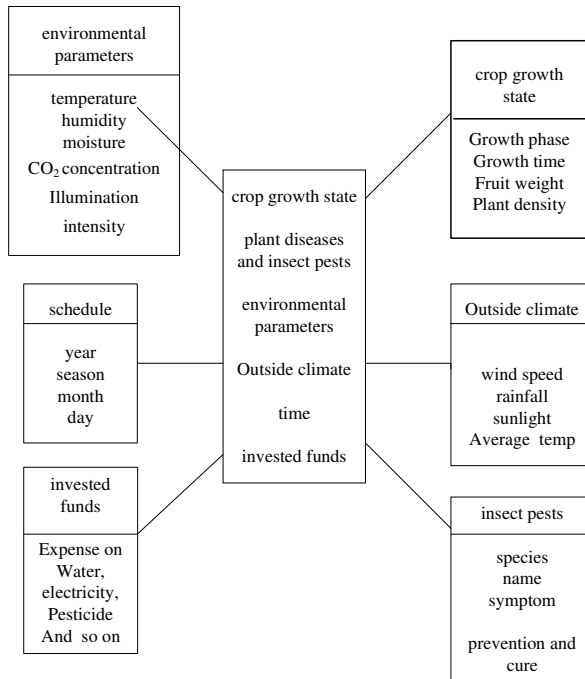 environmental
parameters
temperature
humidity
moisture
CO₂ concentration
Illumination
intensity
schedule
year
season
month
day
invested
funds
Expense on
Water,
electricity,
Pesticide
And so on
crop growth state
plant diseases
and insect pests
environmental
parameters
Outside climate
time
invested funds
crop growth
state
Growth phase
Growth time
Fruit weight
Plant density
Outside climate
wind speed
rainfall
sunlight
Average temp
insect pests
species
name
symptom
prevention and
cure